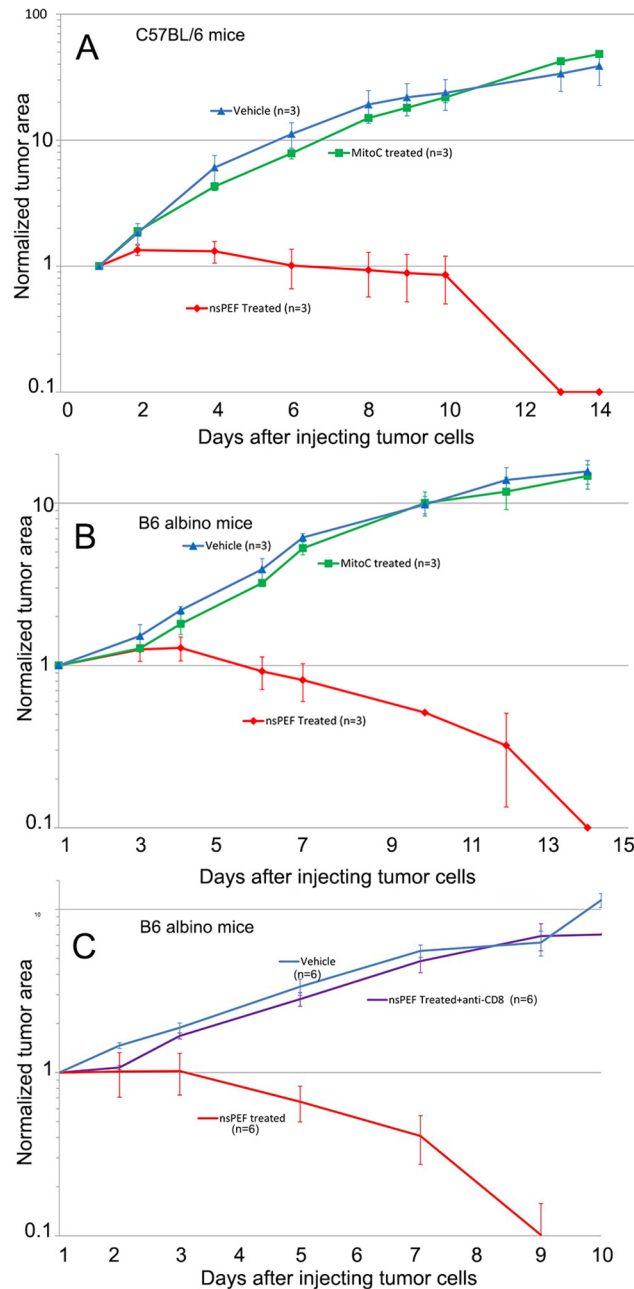 A
C57BL/6 mice
Normalized tumor area
100
10
1
0.1
Vehicle (n=3)
MitoC treated (n=3)
nsPEF Treated (n=3)
0 2 4 6 8 10 12 14
Days after injecting tumor cells
B
B6 albino mice
Normalized tumor area
10
1
0.1
Vehicle (n=3)
MitoC treated (n=3)
nsPEF Treated (n=3)
1 3 5 7 9 11 13 15
Days after injecting tumor cells
C
B6 albino mice
Normalized tumor area
10
1
0.1
Vehicle
(n=6)
nsPEF Treated+anti-CD8 (n=6)
nsPEF treated
(n=6)
1 2 3 4 5 6 7 8 9 10
Days after injecting tumor cells